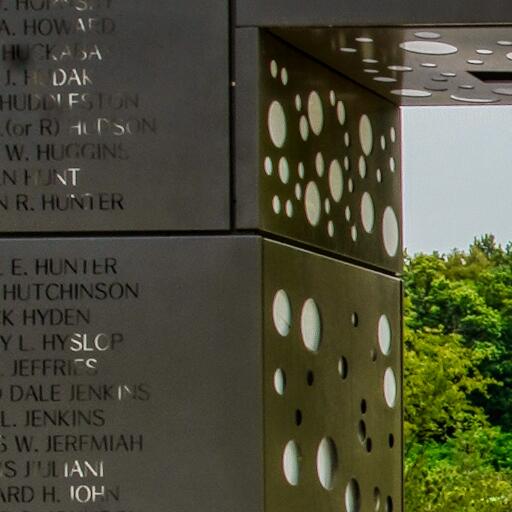 A. HOWARD
HUCKABA
J. HUDAK
HUDDLESTON
(or R) HUDSON
W. HUGGINS
N HUNT
N R. HUNTER
E. HUNTER
HUTCHINSON
K HYDEN
Y L. HYSLOP
JEFFRIES
DALE JENKINS
L. JENKINS
S W. JEREMIAH
S JULIANI
ARD H. JOHN